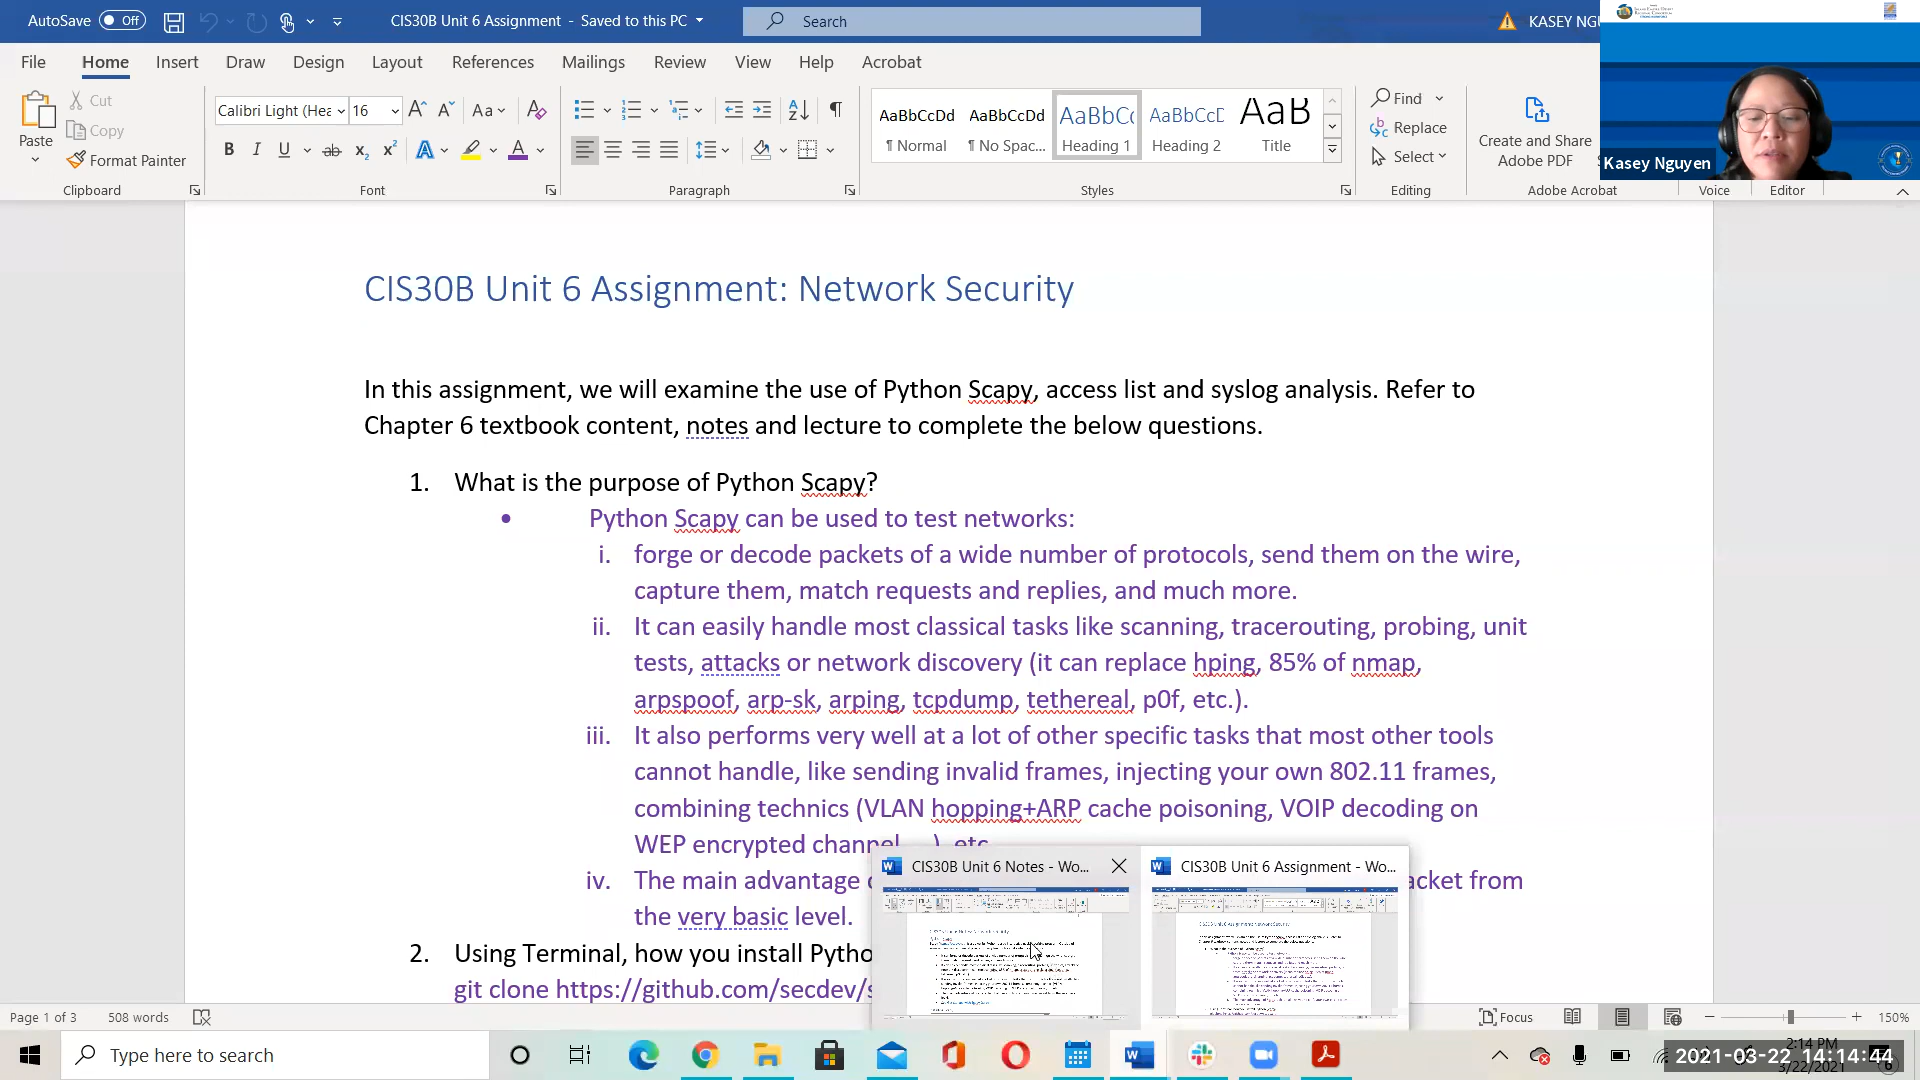 AutoSave Off
CIS30B Unit 6 Assignment - Saved to this PC
Search
KASEY NGU
File Home Insert Draw Design Layout References Mailings Review View Help Acrobat
Paste
Cut
Copy
Format Painter
Clipboard
Calibri Light (Hea 16
Font
Paragraph
AaBbCcDd AaBbCcDd AaBbCc AaBbCcD AaB
¶ Normal ¶ No Spac... Heading 1 Heading 2 Title
Styles
Find
Replace
Select
Editing
Create and Share
Adobe PDF
Adobe Acrobat
Voice
Editor
Kasey Nguyen
CIS30B Unit 6 Assignment: Network Security
In this assignment, we will examine the use of Python Scapy, access list and syslog analysis. Refer to
Chapter 6 textbook content, notes and lecture to complete the below questions.
1. What is the purpose of Python Scapy?
• Python Scapy can be used to test networks:
i. forge or decode packets of a wide number of protocols, send them on the wire,
capture them, match requests and replies, and much more.
ii. It can easily handle most classical tasks like scanning, tracerouting, probing, unit
tests, attacks or network discovery (it can replace hping, 85% of nmap,
arpspoof, arp-sk, arping, tcpdump, tethereal, p0f, etc.).
iii. It also performs very well at a lot of other specific tasks that most other tools
cannot handle, like sending invalid frames, injecting your own 802.11 frames,
combining technics (VLAN hopping+ARP cache poisoning, VOIP decoding on
WEP encrypted channel, ...), etc.
iv. The main advantage acket from
the very basic level.
2. Using Terminal, how you install Pytho
git clone https://github.com/secdev/s
CIS30B Unit 6 Notes - Wo...
CIS30B Unit 6 Assignment - Wo...
Page 1 of 3 508 words
Focus
150%
Type here to search
2:14 PM
3/22/2021
2021-03-22 14:14:44